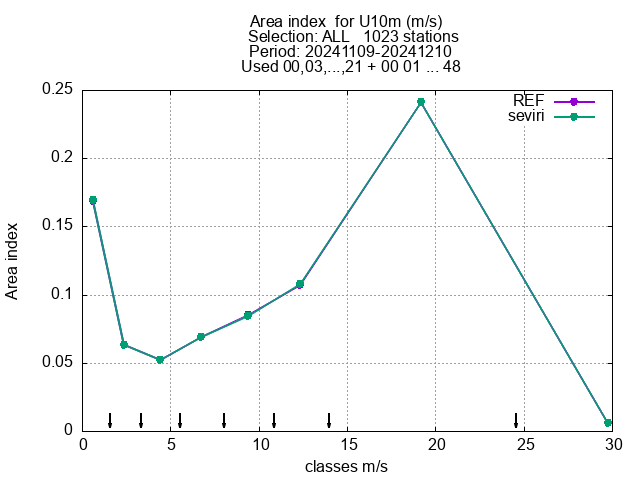 Area index  for U10m (m/s)
Selection: ALL   1023 stations
Period: 20241109-20241210
Used 00,03,...,21 + 00 01 ... 48
REF
seviri
0.25
0.2
0.15
0.1
0.05
0
Area index
0 5 10 15 20 25 30
classes m/s